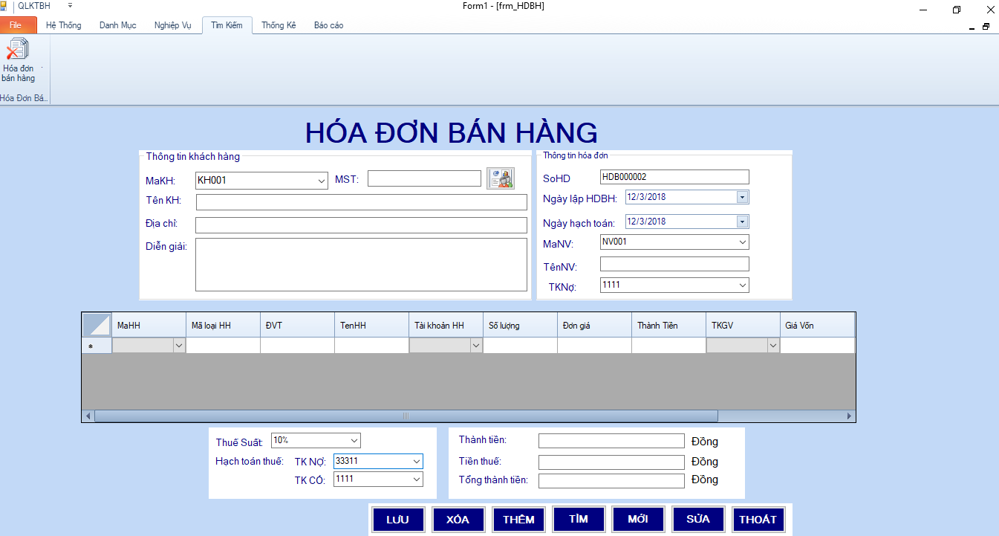 QLKTBH
Form1 - [frm_HDBH]
File Hệ Thống Danh Mục Nghiệp Vụ Tìm Kiếm Thống Kê Báo cáo
Hóa đơn
bán hàng
Hóa Đơn Bá...
HÓA ĐƠN BÁN HÀNG
Thông tin khách hàng
MaKH: KH001 MST:
Tên KH:
Địa chỉ:
Diễn giải:
Thông tin hóa đơn
SoHD HDB000002
Ngày lập HDBH: 12/3/2018
Ngày hạch toán: 12/3/2018
MaNV: NV001
TênNV:
TKNợ: 1111
MaHH Mã loại HH ĐVT TenHH Tài khoản HH Số lượng Đơn giá Thành Tiền TKGV Giá Vốn
Thuế Suất: 10%
Hạch toán thuế: TK NỢ: 33311
TK CÓ: 1111
Thành tiền: Đồng
Tiền thuế: Đồng
Tổng thành tiền: Đồng
LƯU XÓA THÊM TÌM MỚI SỬA THOÁT